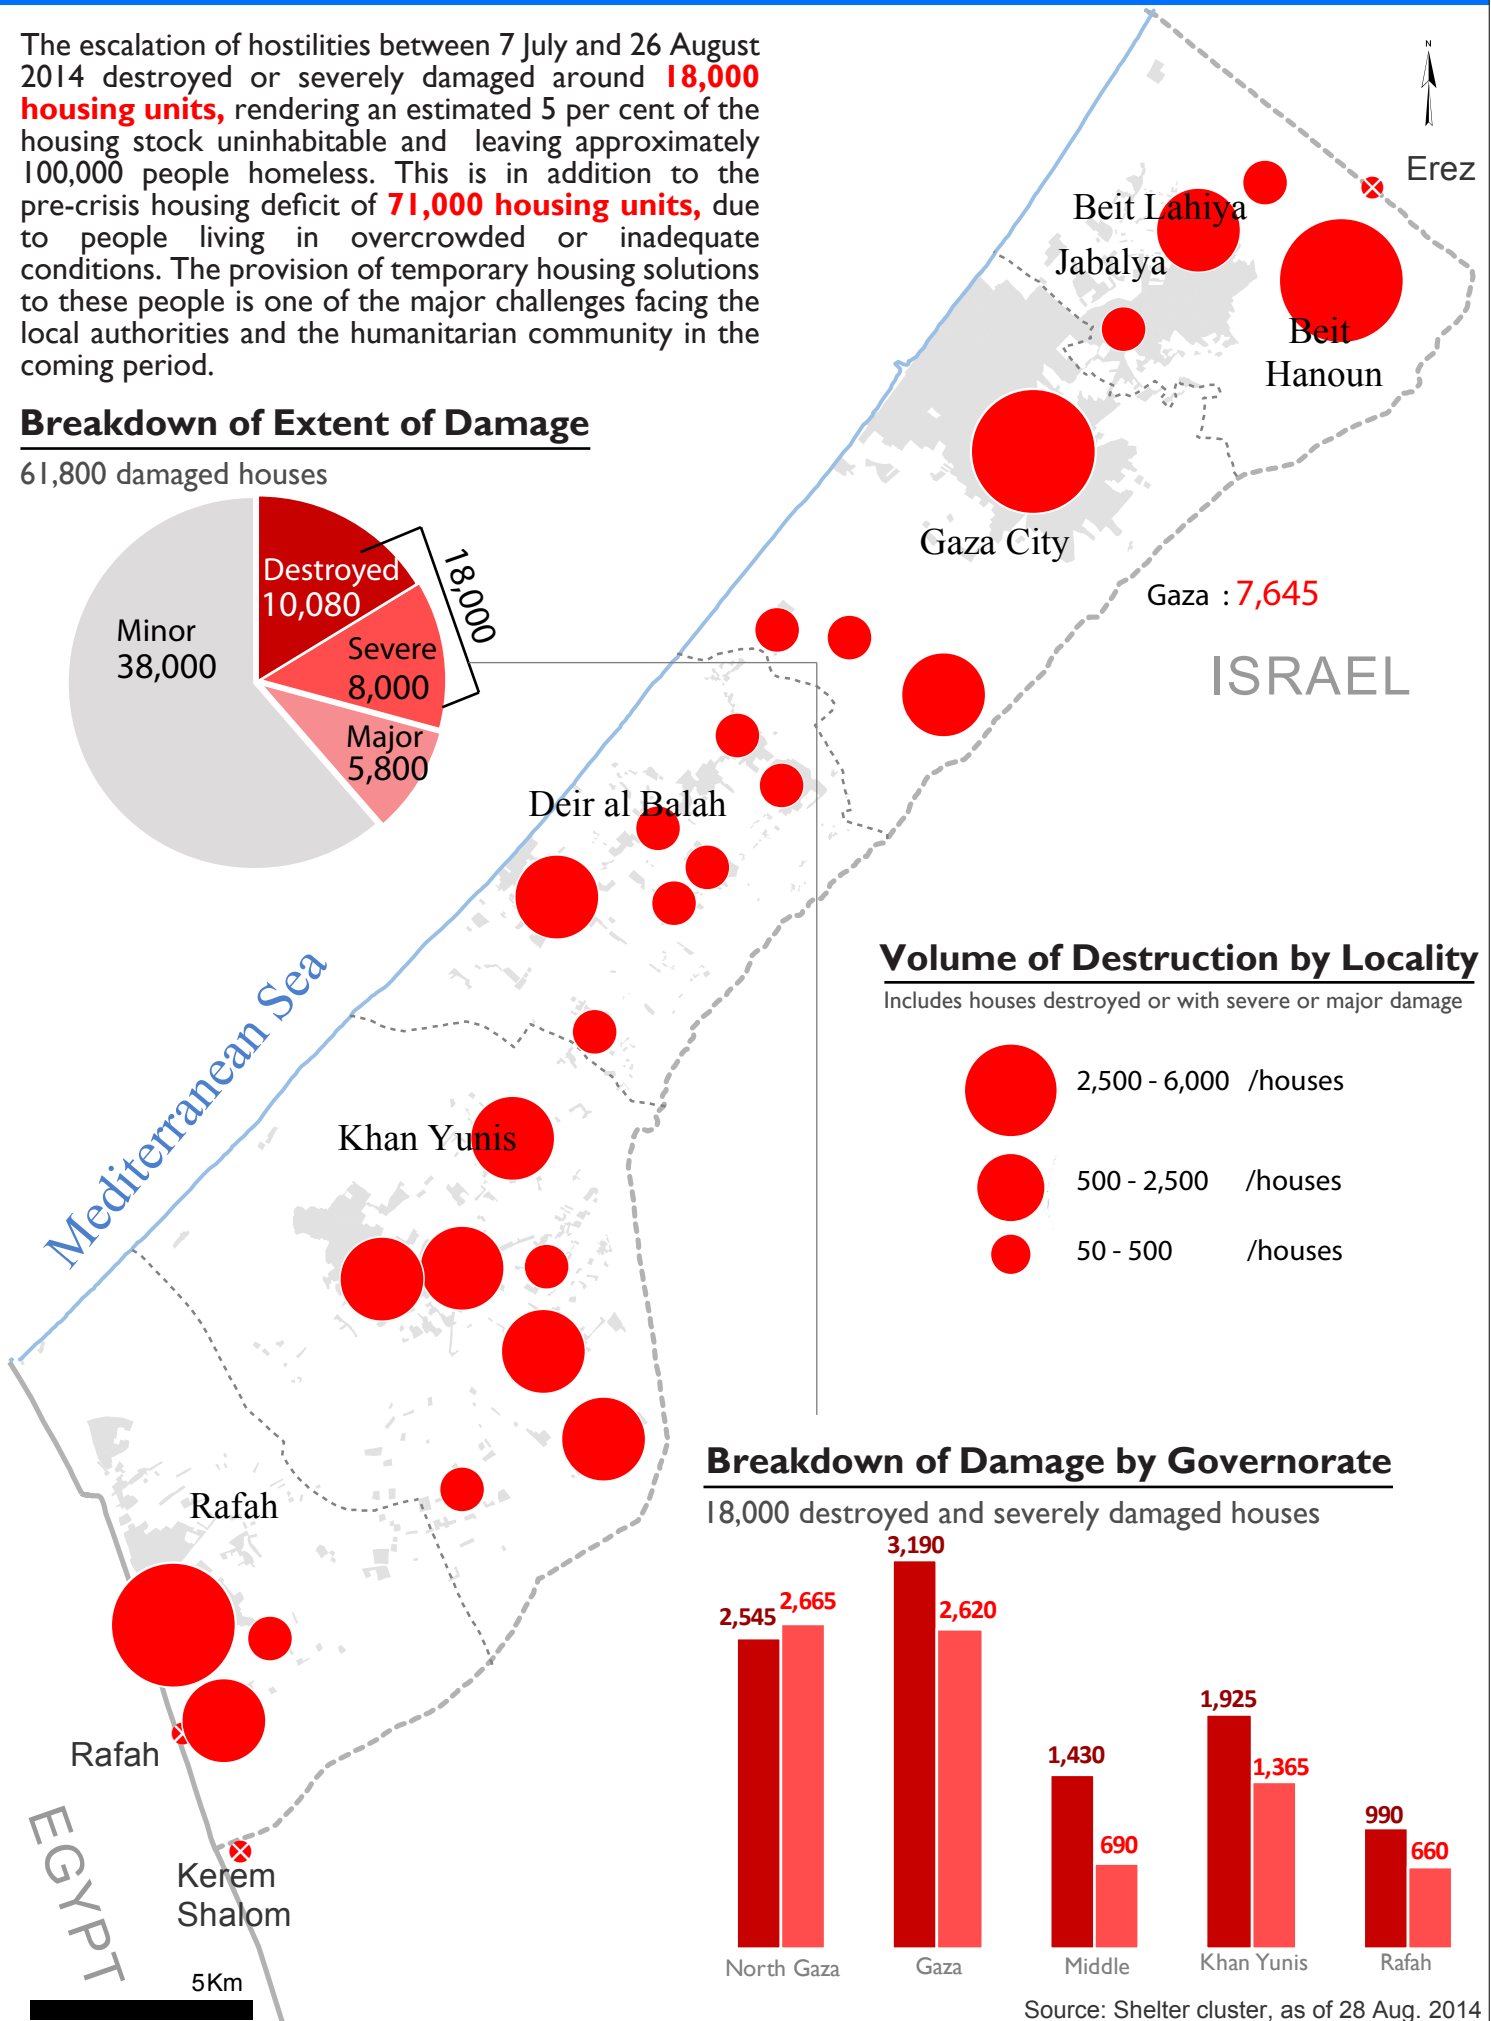 The escalation of hostilities between 7 July and 26 August
2014 destroyed or severely damaged around 18,000
housing units, rendering an estimated 5 per cent of the
housing stock uninhabitable and leaving approximately
100,000 people homeless. This is in addition to the
pre-crisis housing deficit of 71,000 housing units, due
to people living in overcrowded or inadequate
conditions. The provision of temporary housing solutions
to these people is one of the major challenges facing the
local authorities and the humanitarian community in the
coming period.
N
Erez
Beit Lahiya
Jabalya
Beit
Hanoun
Gaza City
Gaza : 7,645
ISRAEL
Breakdown of Extent of Damage
61,800 damaged houses
Destroyed
10,080
18,000
Minor
38,000
Severe
8,000
Major
5,800
Deir al Balah
Mediterranean Sea
Khan Yunis
Volume of Destruction by Locality
Includes houses destroyed or with severe or major damage
2,500 - 6,000 /houses
500 - 2,500 /houses
50 - 500 /houses
Rafah
Rafah
EGYPT
Kerem
Shalom
5Km
Breakdown of Damage by Governorate
18,000 destroyed and severely damaged houses
2,545 2,665
3,190 2,620
1,430 690
1,925 1,365
990 660
North Gaza Gaza Middle Khan Yunis Rafah
Source: Shelter cluster, as of 28 Aug. 2014